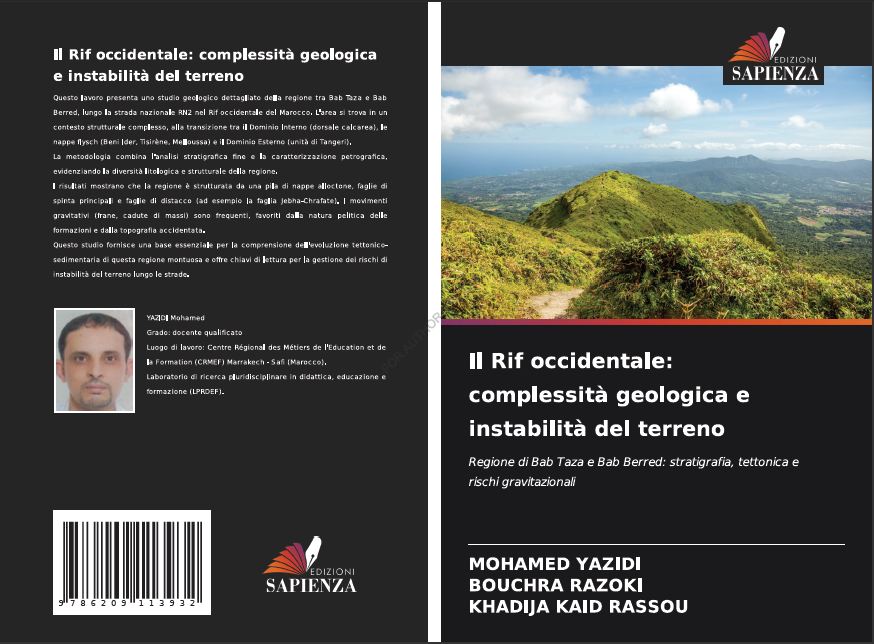 Il Rif occidentale: complessità geologica
e instabilità del terreno
Questo lavoro presenta uno studio geologico dettagliato della regione tra Bab Taza e Bab
Berred, lungo la strada nazionale RN2 nel Rif occidentale del Marocco. L'area si trova in un
contesto strutturale complesso, alla transizione tra il Dominio Interno (dorsale calcarea), le
nappe flysch (Beni Ider, Tisirène, Melloussa) e il Dominio Esterno (unità di Tangeri).
La metodologia combina l'analisi stratigrafica fine e la caratterizzazione petrografica,
evidenziando la diversità litologica e strutturale della regione.
I risultati mostrano che la regione è strutturata da una pila di nappe alloctone, faglie di
spinta principali e faglie di distacco (ad esempio la faglia Jebha-Chrafate). I movimenti
gravitativi (frane, cadute di massi) sono frequenti, favoriti dalla natura pelitica delle
formazioni e dalla topografia accidentata.
Questo studio fornisce una base essenziale per la comprensione dell'evoluzione tettonico-
sedimentaria di questa regione montuosa e offre chiavi di lettura per la gestione dei rischi di
instabilità del terreno lungo le strade.
YAZIDI Mohamed
Grado: docente qualificato
Luogo di lavoro: Centre Régional des Métiers de l'Education et de
la Formation (CRMEF) Marrakech - Safi (Marocco).
Laboratorio di ricerca pluridisciplinare in didattica, educazione e
formazione (LPRDEF).
9 786209 113932
EDIZIONI
SAPIENZA
EDIZIONI
SAPIENZA
Il Rif occidentale:
complessità geologica e
instabilità del terreno
Regione di Bab Taza e Bab Berred: stratigrafia, tettonica e
rischi gravitazionali
MOHAMED YAZIDI
BOUCHRA RAZOKI
KHADIJA KAID RASSOU